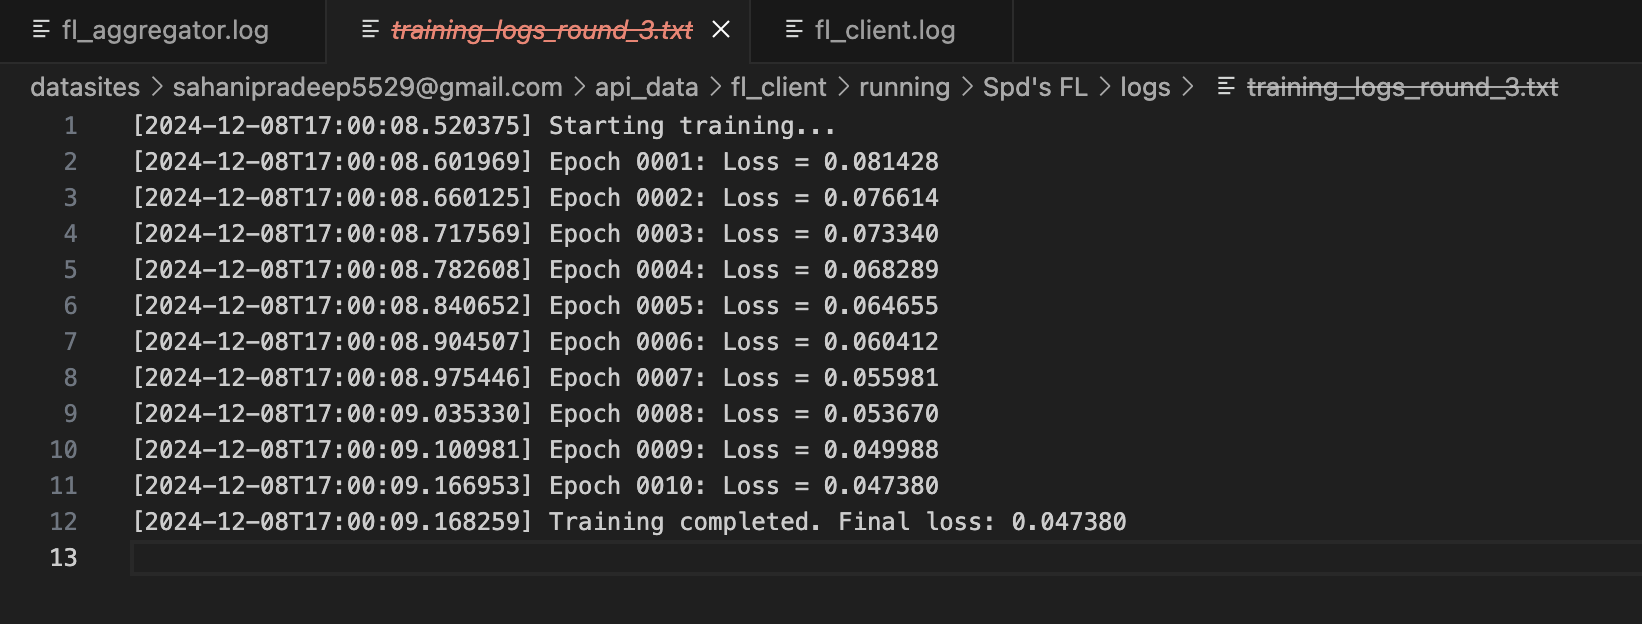 fl_aggregator.log training_logs_round_3.txt fl_client.log
datasites > sahanipradeep5529@gmail.com > api_data > fl_client > running > Spd's FL > logs > training_logs_round_3.txt
1 [2024-12-08T17:00:08.520375] Starting training...
2 [2024-12-08T17:00:08.601969] Epoch 0001: Loss = 0.081428
3 [2024-12-08T17:00:08.660125] Epoch 0002: Loss = 0.076614
4 [2024-12-08T17:00:08.717569] Epoch 0003: Loss = 0.073340
5 [2024-12-08T17:00:08.782608] Epoch 0004: Loss = 0.068289
6 [2024-12-08T17:00:08.840652] Epoch 0005: Loss = 0.064655
7 [2024-12-08T17:00:08.904507] Epoch 0006: Loss = 0.060412
8 [2024-12-08T17:00:08.975446] Epoch 0007: Loss = 0.055981
9 [2024-12-08T17:00:09.035330] Epoch 0008: Loss = 0.053670
10 [2024-12-08T17:00:09.100981] Epoch 0009: Loss = 0.049988
11 [2024-12-08T17:00:09.166953] Epoch 0010: Loss = 0.047380
12 [2024-12-08T17:00:09.168259] Training completed. Final loss: 0.047380
13